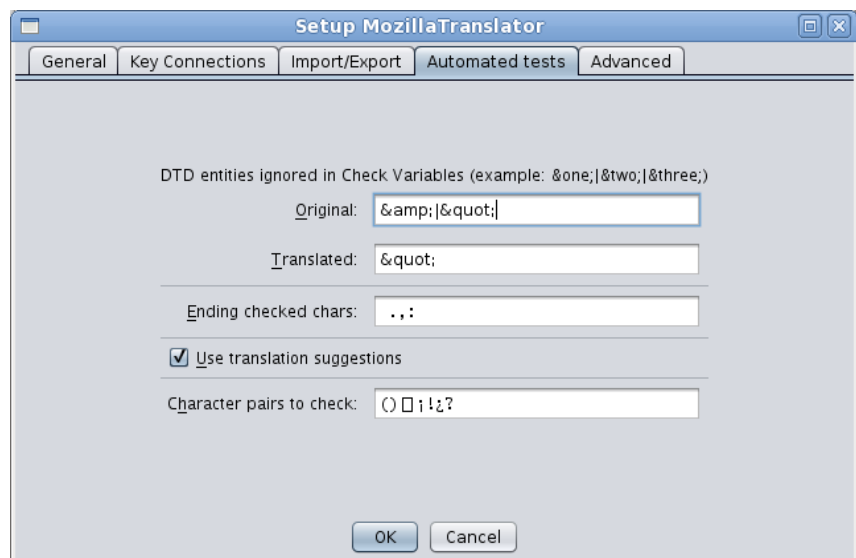 Setup MozillaTranslator
General Key Connections Import/Export Automated tests Advanced
DTD entities ignored in Check Variables (example: &one;|&two;|&three;)
Original: &amp;|&quot;
Translated: &quot;
Ending checked chars: .,:
Use translation suggestions
Character pairs to check: ()[]¡!¿?
OK Cancel